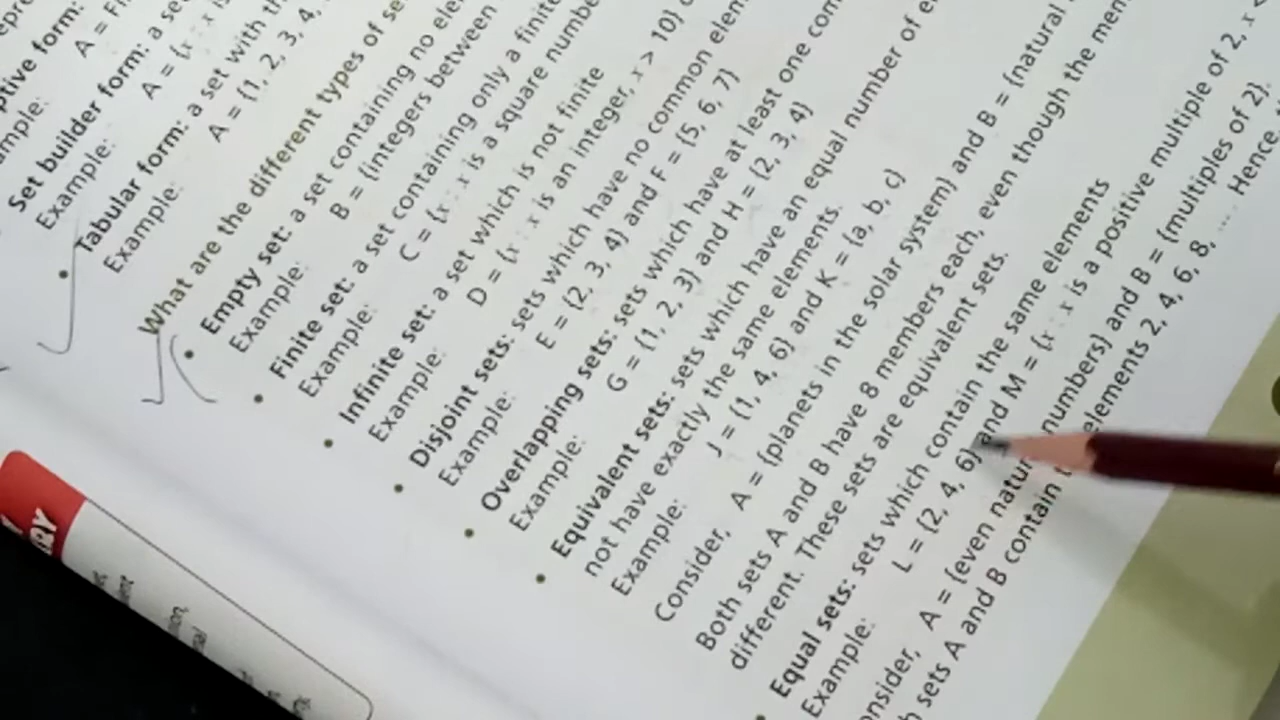 ptive form:
A = {
Set builder form: a se
Example: A = {x : x is
Tabular form: a set with th
Example: A = {1, 2, 3, 4,
What are the different types of se
Empty set: a set containing no ele
Example: B = {integers between
Finite set: a set containing only a finite
Example: C = {x : x is a square numbe
Infinite set: a set which is not finite
Example: D = {x : x is an integer, x > 10}
Disjoint sets: sets which have no common elem
Example: E = {2, 3, 4} and F = {5, 6, 7}
Overlapping sets: sets which have at least one com
Example: G = {1, 2, 3} and H = {2, 3, 4}
Equivalent sets: sets which have an equal number of e
not have exactly the same elements.
Example: J = {1, 4, 6} and K = {a, b, c}
Consider, A = {planets in the solar system} and B = {natural
Both sets A and B have 8 members each, even though the mem
different. These sets are equivalent sets.
Equal sets: sets which contain the same elements
Example: L = {2, 4, 6} and M = {x : x is a positive multiple of 2, x <
onsider, A = {even natur numbers} and B = {multiples of 2}.
h sets A and B contain t elements 2, 4, 6, 8, ... Hence
RY